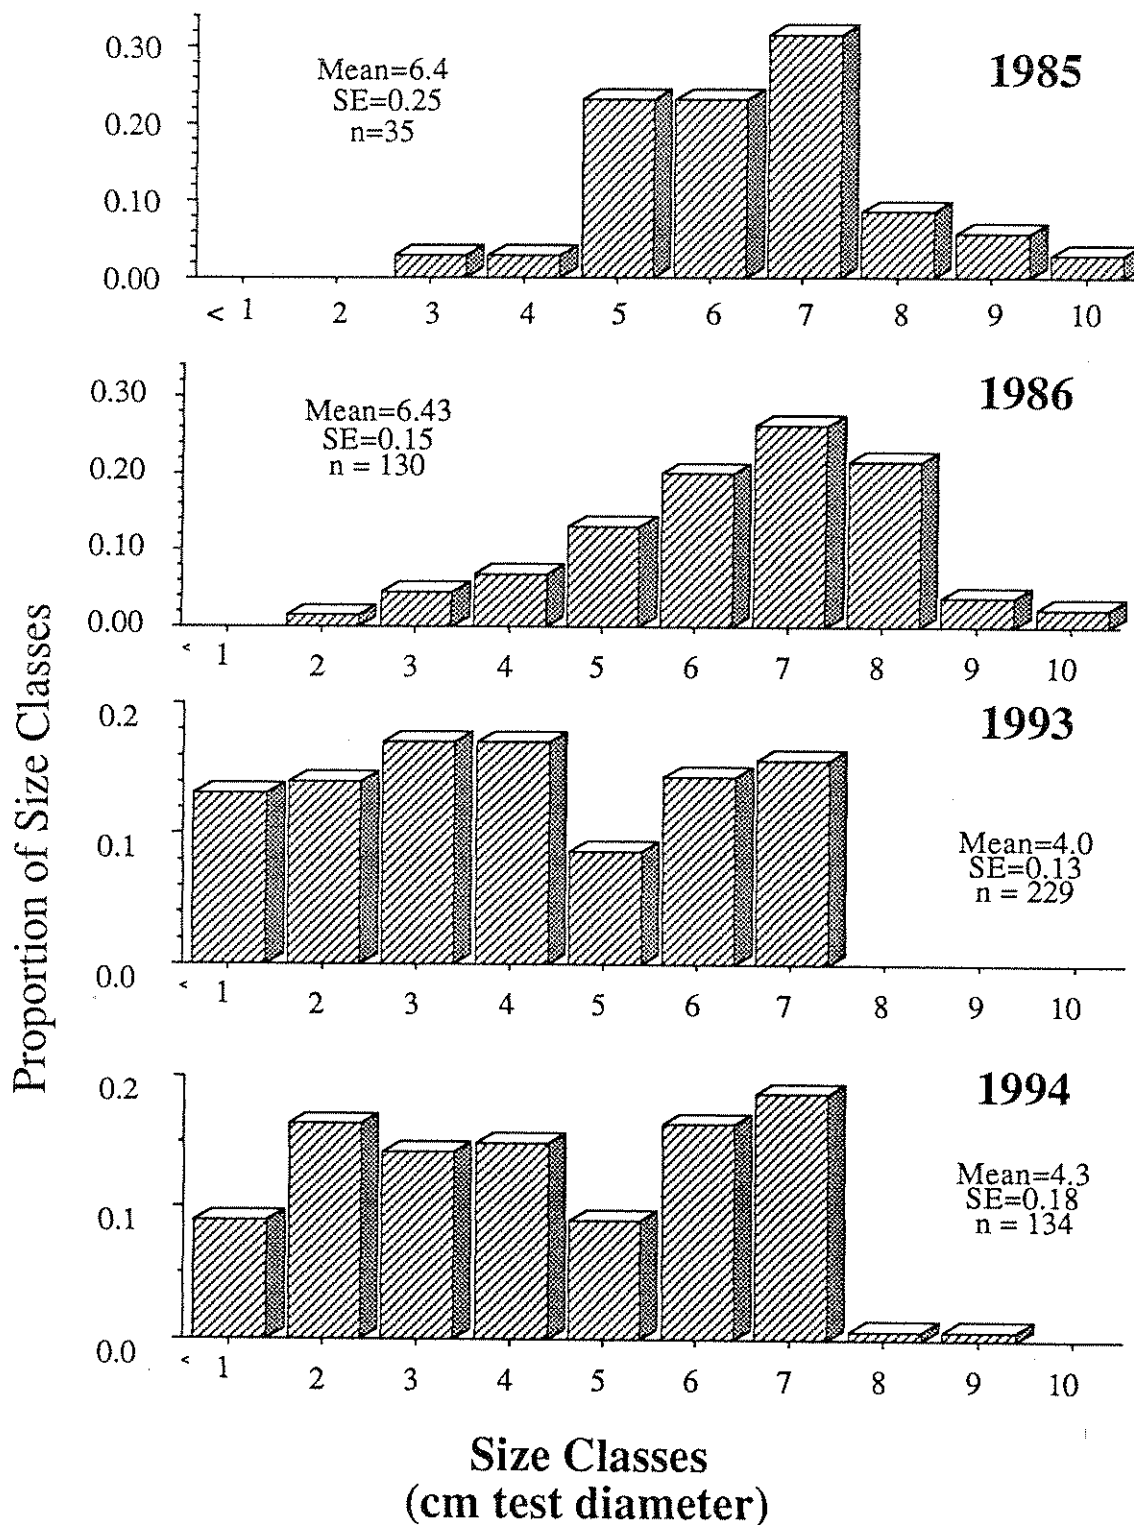 Proportion of Size Classes
1985
Mean=6.4
SE=0.25
n=35
0.30
0.20
0.10
0.00
< 1 2 3 4 5 6 7 8 9 10
1986
Mean=6.43
SE=0.15
n = 130
0.30
0.20
0.10
0.00
< 1 2 3 4 5 6 7 8 9 10
1993
Mean=4.0
SE=0.13
n = 229
0.2
0.1
0.0
< 1 2 3 4 5 6 7 8 9 10
1994
Mean=4.3
SE=0.18
n = 134
0.2
0.1
0.0
< 1 2 3 4 5 6 7 8 9 10
Size Classes
(cm test diameter)